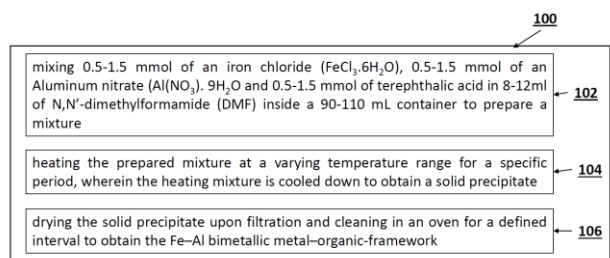 100
mixing 0.5-1.5 mmol of an iron chloride (FeCl3.6H2O), 0.5-1.5 mmol of an
Aluminum nitrate (Al(NO3). 9H2O and 0.5-1.5 mmol of terephthalic acid in 8-12ml
of N,N'-dimethylformamide (DMF) inside a 90-110 mL container to prepare a
mixture
102
heating the prepared mixture at a varying temperature range for a specific
period, wherein the heating mixture is cooled down to obtain a solid precipitate
104
drying the solid precipitate upon filtration and cleaning in an oven for a defined
interval to obtain the Fe–Al bimetallic metal–organic-framework
106